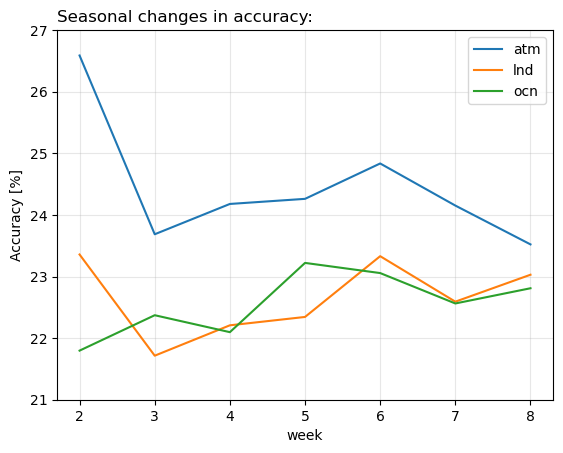 Seasonal changes in accuracy:
27
26
25
24
23
22
21
Accuracy [%]
atm
lnd
ocn
2 3 4 5 6 7 8
week